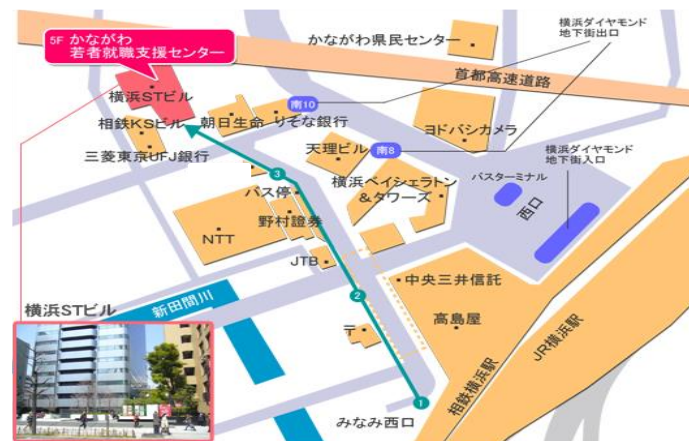 5F かながわ
若者就職支援センター
かながわ県民センター
横浜ダイヤモンド
地下街出口
首都高速道路
横浜STビル
南10
相鉄KSビル
朝日生命
りそな銀行
ヨドバシカメラ
天理ビル
南8
横浜ダイヤモンド
地下街入口
三菱東京UFJ銀行
バスターミナル
3
バス停
横浜ベイシェラトン
&タワーズ
西口
野村證券
NTT
JTB
中央三井信託
2
新田間川
横浜STビル
高島屋
〒
JR横浜駅
相鉄横浜駅
1
みなみ西口